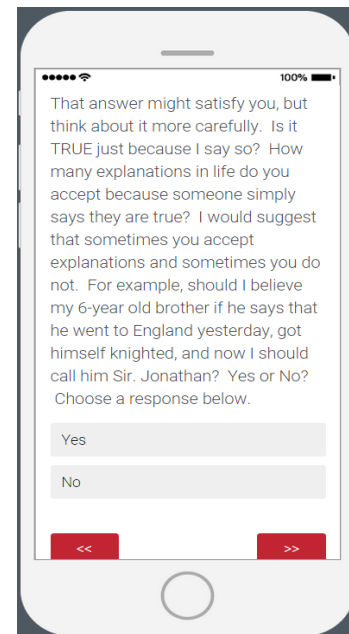 100%
That answer might satisfy you, but
think about it more carefully.  Is it
TRUE just because I say so?  How
many explanations in life do you
accept because someone simply
says they are true?  I would suggest
that sometimes you accept
explanations and sometimes you do
not.  For example, should I believe
my 6-year old brother if he says that
he went to England yesterday, got
himself knighted, and now I should
call him Sir. Jonathan?  Yes or No?
Choose a response below.
Yes
No
<< >>